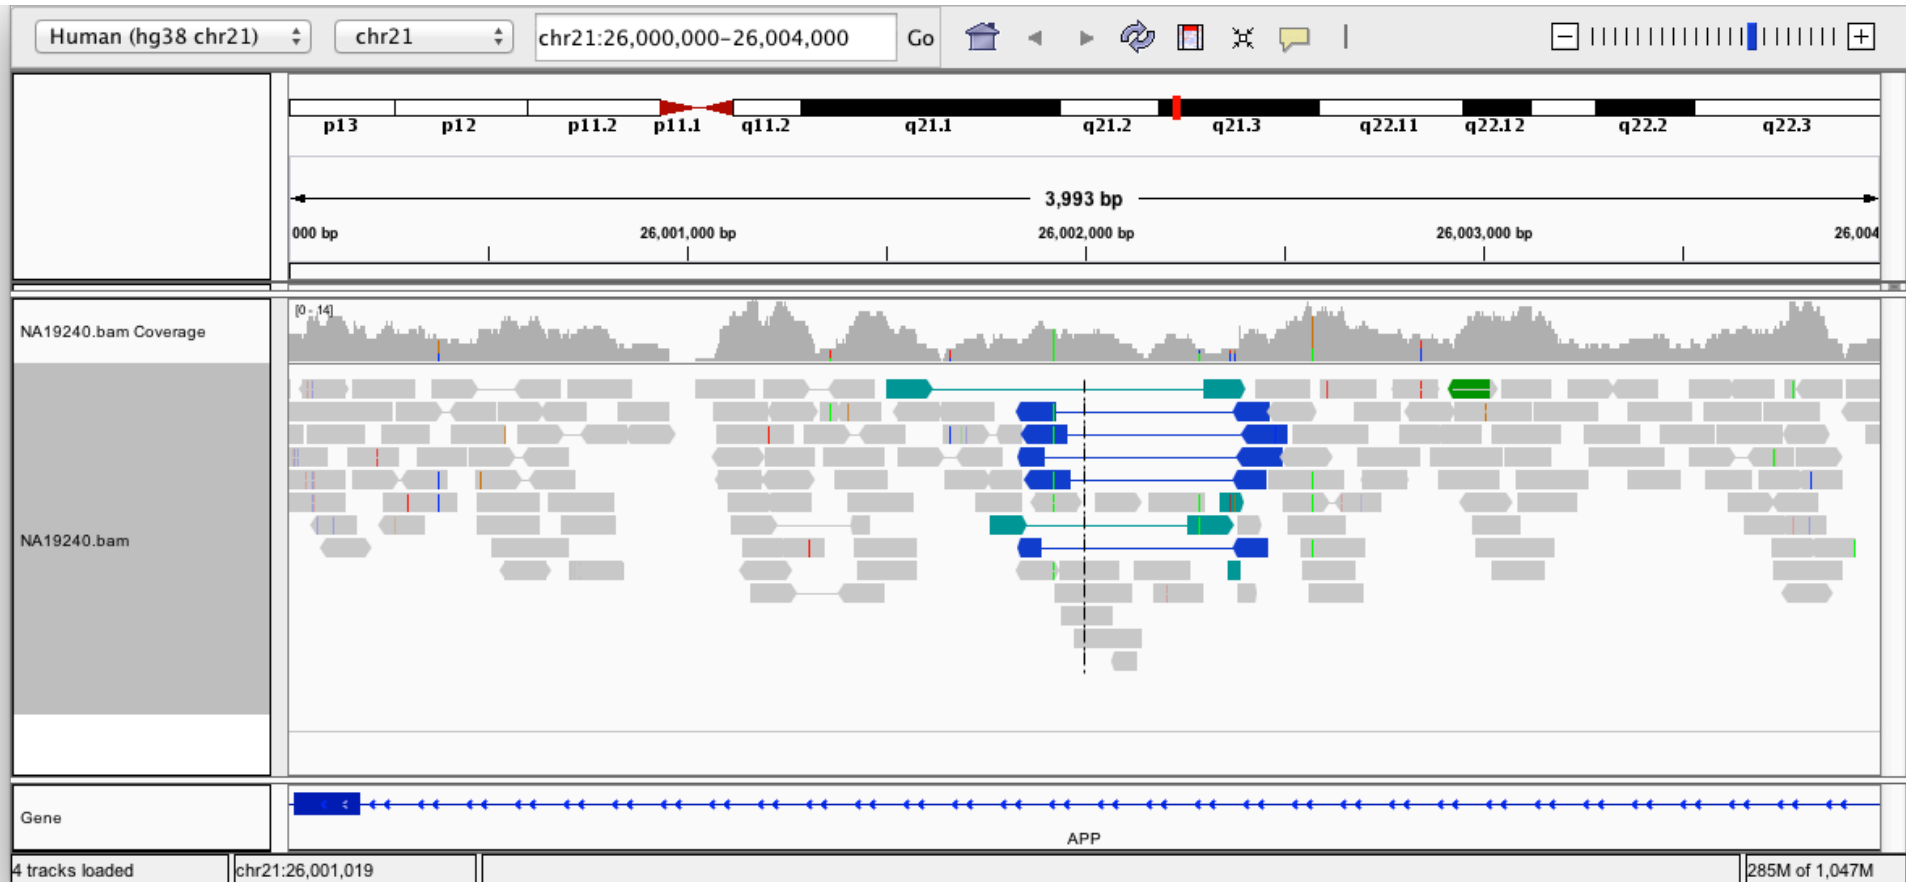 Human (hg38 chr21) chr21 chr21:26,000,000-26,004,000 Go
p13 p12 p11.2 p11.1 q11.2 q21.1 q21.2 q21.3 q22.11 q22.12 q22.2 q22.3
3,993 bp
000 bp 26,001,000 bp 26,002,000 bp 26,003,000 bp 26,004
[0 - 14]
NA19240.bam Coverage
NA19240.bam
Gene
APP
4 tracks loaded chr21:26,001,019 285M of 1,047M